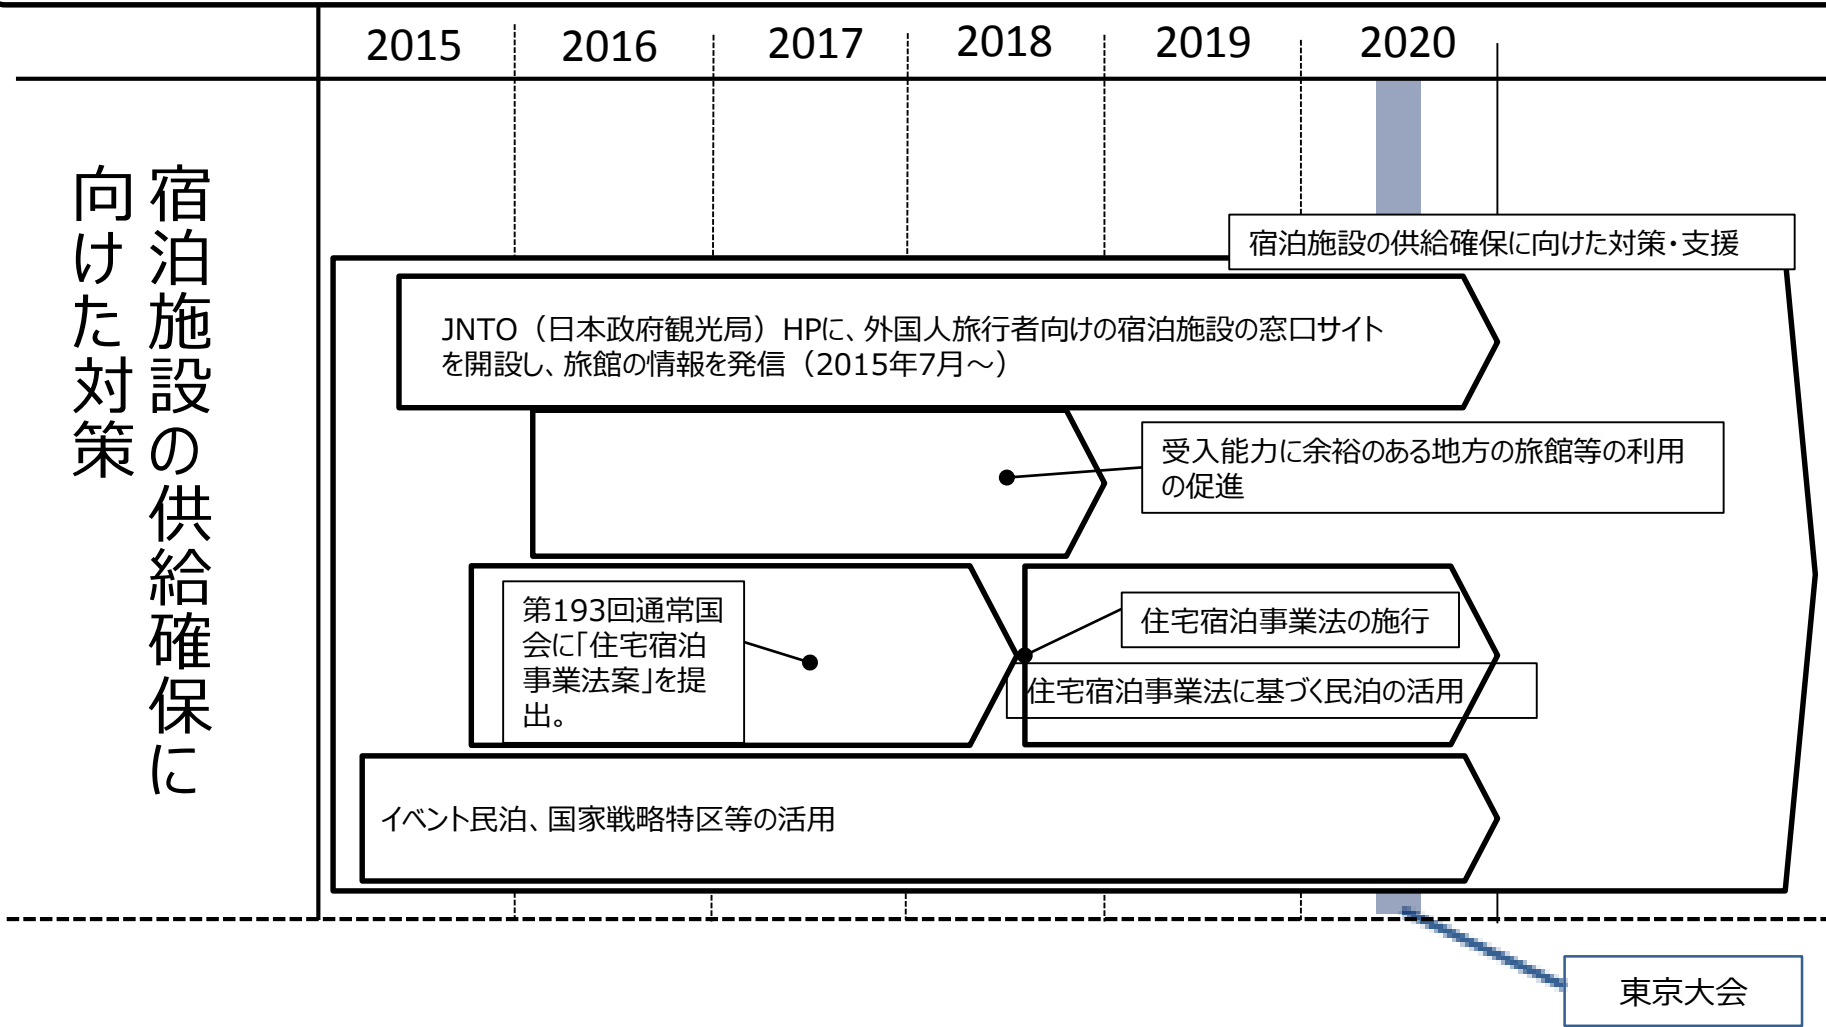 2015 2016 2017 2018 2019 2020
宿泊施設の供給確保に
向けた対策
宿泊施設の供給確保に向けた対策・支援
JNTO（日本政府観光局）HPに、外国人旅行者向けの宿泊施設の窓口サイト
を開設し、旅館の情報を発信（2015年7月～）
受入能力に余裕のある地方の旅館等の利用
の促進
第193回通常国
会に「住宅宿泊
事業法案」を提
出。
住宅宿泊事業法の施行
住宅宿泊事業法に基づく民泊の活用
イベント民泊、国家戦略特区等の活用
東京大会